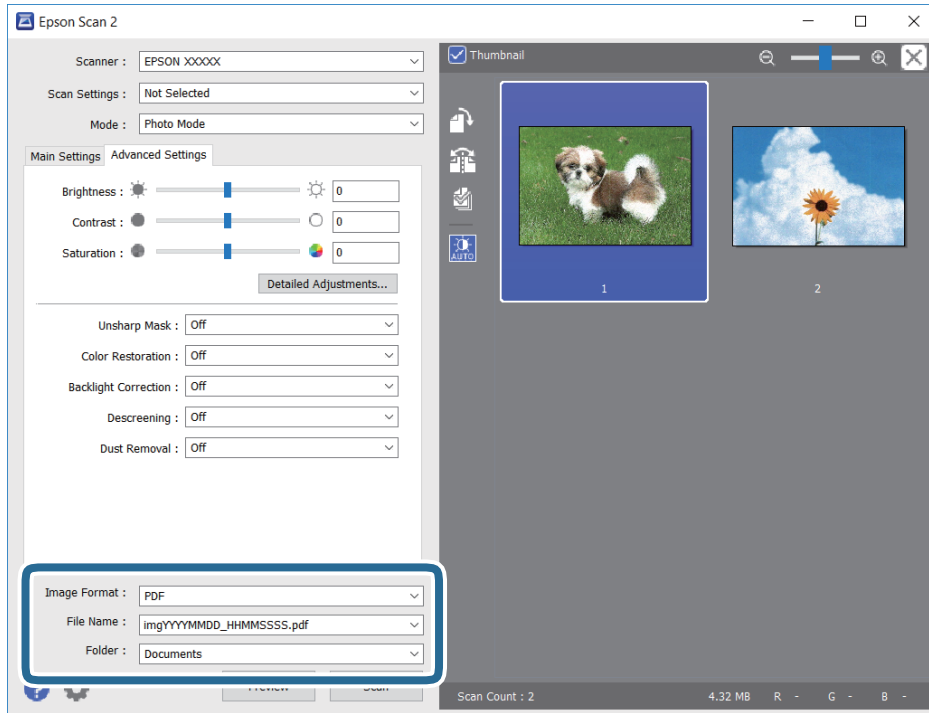 Epson Scan 2
Scanner : EPSON XXXXX
Scan Settings : Not Selected
Mode : Photo Mode
Main Settings Advanced Settings
Brightness : 0
Contrast : 0
Saturation : 0
Detailed Adjustments...
Unsharp Mask : Off
Color Restoration : Off
Backlight Correction : Off
Descreening : Off
Dust Removal : Off
Image Format : PDF
File Name : imgYYYYMMDD_HHMMSSSS.pdf
Folder : Documents
Preview Scan
Thumbnail
AUTO
1 2
Scan Count : 2 4.32 MB R - G - B -